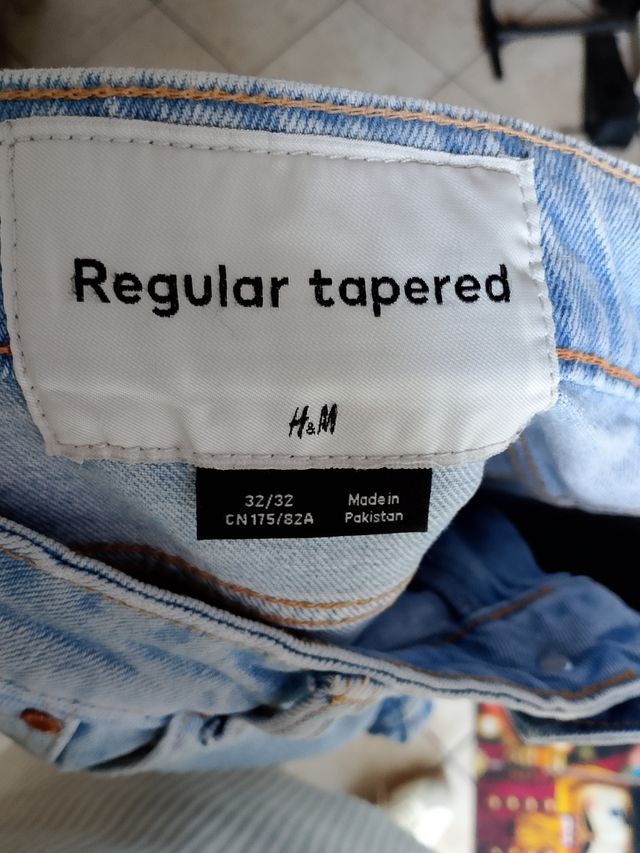 Regular tapered
H&M
32/32
CN 175/82A
Made in
Pakistan